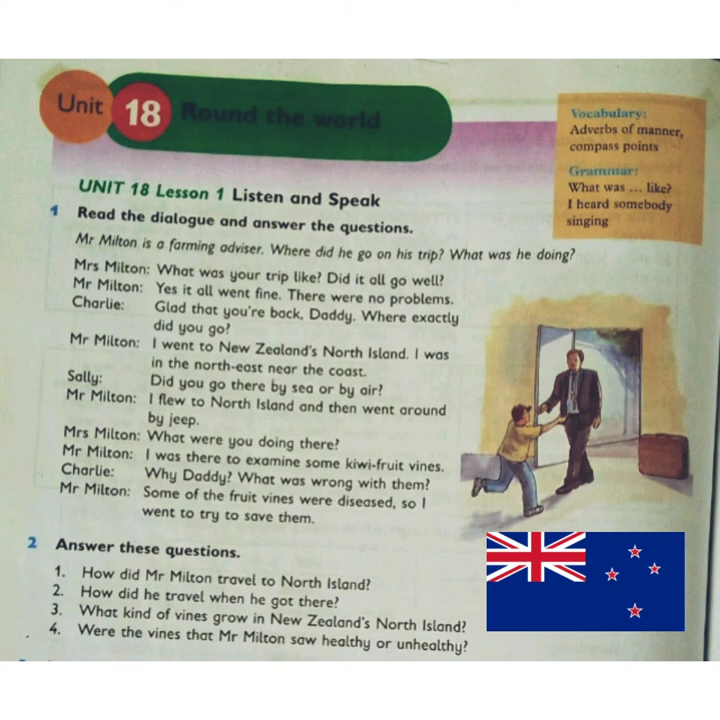 Unit 18 Round the world
Vocabulary:
Adverbs of manner,
compass points
Grammar:
What was ... like?
I heard somebody
singing
UNIT 18 Lesson 1 Listen and Speak
1 Read the dialogue and answer the questions.
Mr Milton is a farming adviser. Where did he go on his trip? What was he doing?
Mrs Milton: What was your trip like? Did it all go well?
Mr Milton: Yes it all went fine. There were no problems.
Charlie: Glad that you're back, Daddy. Where exactly
did you go?
Mr Milton: I went to New Zealand's North Island. I was
in the north-east near the coast.
Sally: Did you go there by sea or by air?
Mr Milton: I flew to North Island and then went around
by jeep.
Mrs Milton: What were you doing there?
Mr Milton: I was there to examine some kiwi-fruit vines.
Charlie: Why Daddy? What was wrong with them?
Mr Milton: Some of the fruit vines were diseased, so I
went to try to save them.
2 Answer these questions.
1. How did Mr Milton travel to North Island?
2. How did he travel when he got there?
3. What kind of vines grow in New Zealand's North Island?
4. Were the vines that Mr Milton saw healthy or unhealthy?